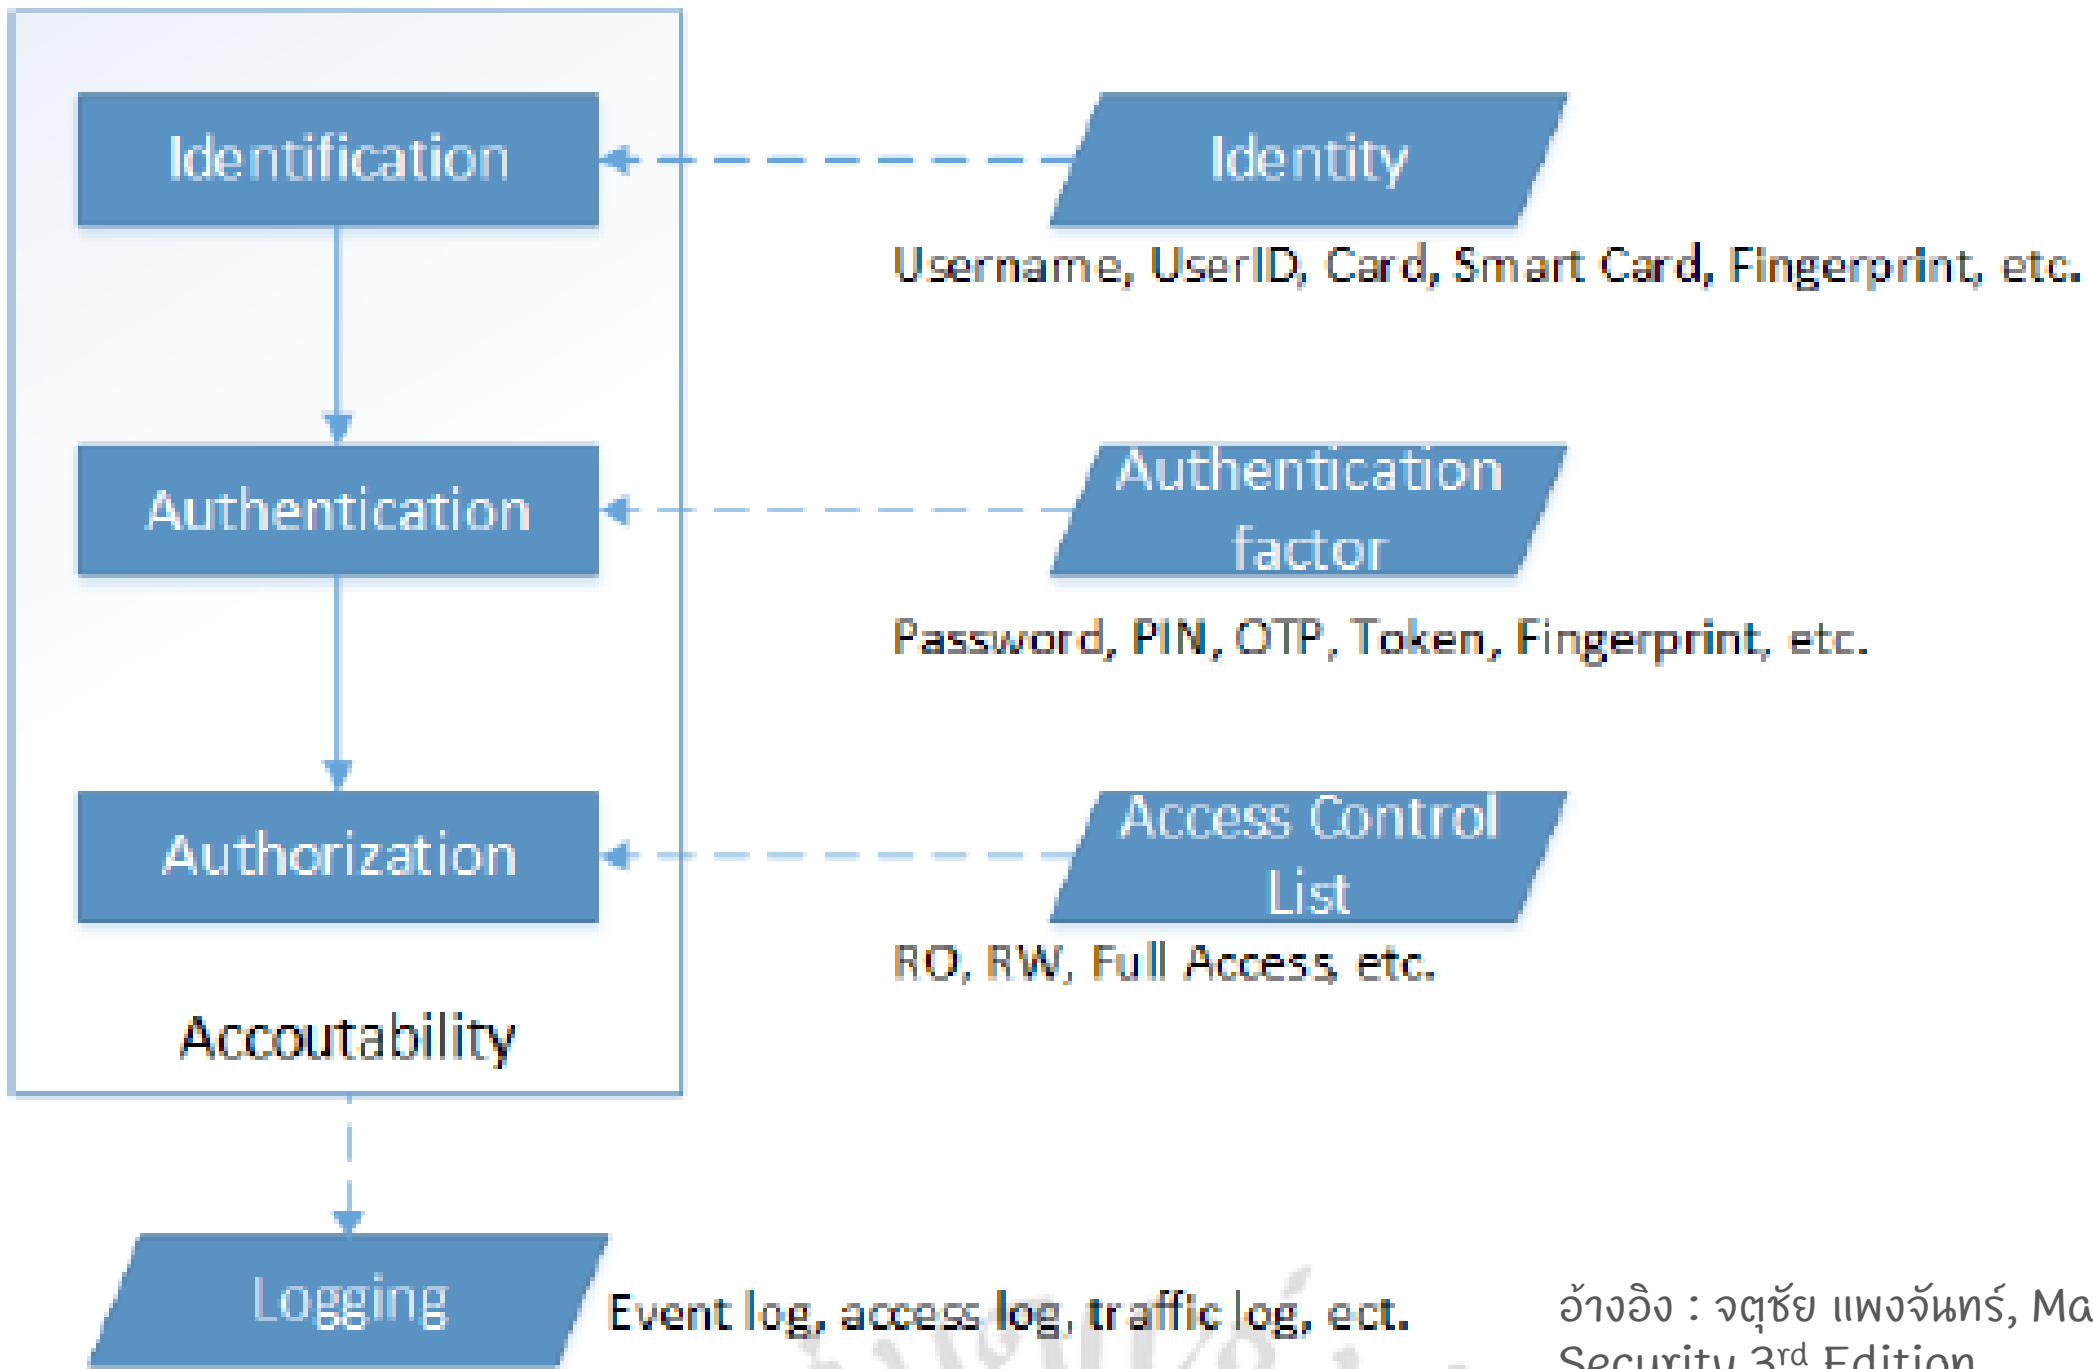 Identification
Identity
Username, UserID, Card, Smart Card, Fingerprint, etc.
Authentication
Authentication
factor
Password, PIN, OTP, Token, Fingerprint, etc.
Authorization
Access Control
List
RO, RW, Full Access, etc.
Accoutability
Logging
Event log, access log, traffic log, ect.
อ้างอิง : จตุชัย แพงจันทร์, Ma
Security 3rd Edition